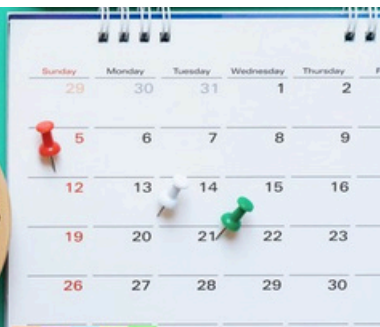 Sunday Monday Tuesday Wednesday Thursday F
29 30 31 1 2
5 6 7 8 9
12 13 14 15 16
19 20 21 22 23
26 27 28 29 30